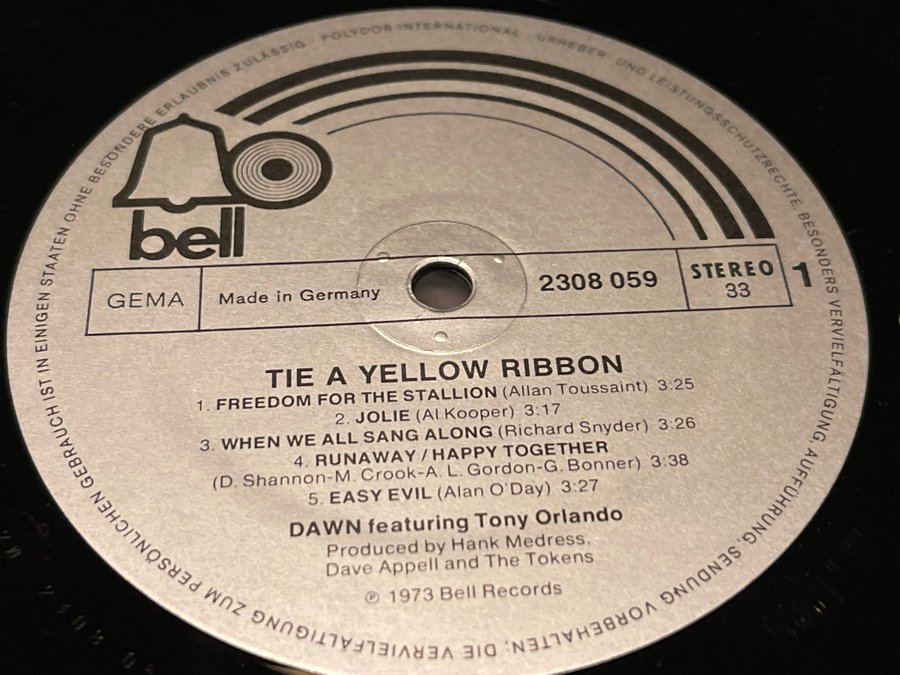 bell
GEMA
Made in Germany
2308 059
STEREO
33
1
TIE A YELLOW RIBBON
1. FREEDOM FOR THE STALLION (Allan Toussaint) 3:25
2. JOLIE (Al Kooper) 3:17
3. WHEN WE ALL SANG ALONG (Richard Snyder) 3:26
4. RUNAWAY / HAPPY TOGETHER
(D. Shannon-M. Crook-A. L. Gordon-G. Bonner) 3:38
5. EASY EVIL (Alan O'Day) 3:27
DAWN featuring Tony Orlando
Produced by Hank Medress,
Dave Appell and The Tokens
℗ 1973 Bell Records
POLYDOR INTERNATIONAL · URHEBER- UND LEISTUNGSSCHUTZRECHTE, BESONDERS VERVIELFÄLTIGUNG, AUFFÜHRUNG, SENDUNG VORBEHALTEN; DIE VERVIELFÄLTIGUNG ZUM PERSÖNLICHEN GEBRAUCH IST IN EINIGEN STAATEN OHNE BESONDERE ERLAUBNIS ZULÄSSIG ·